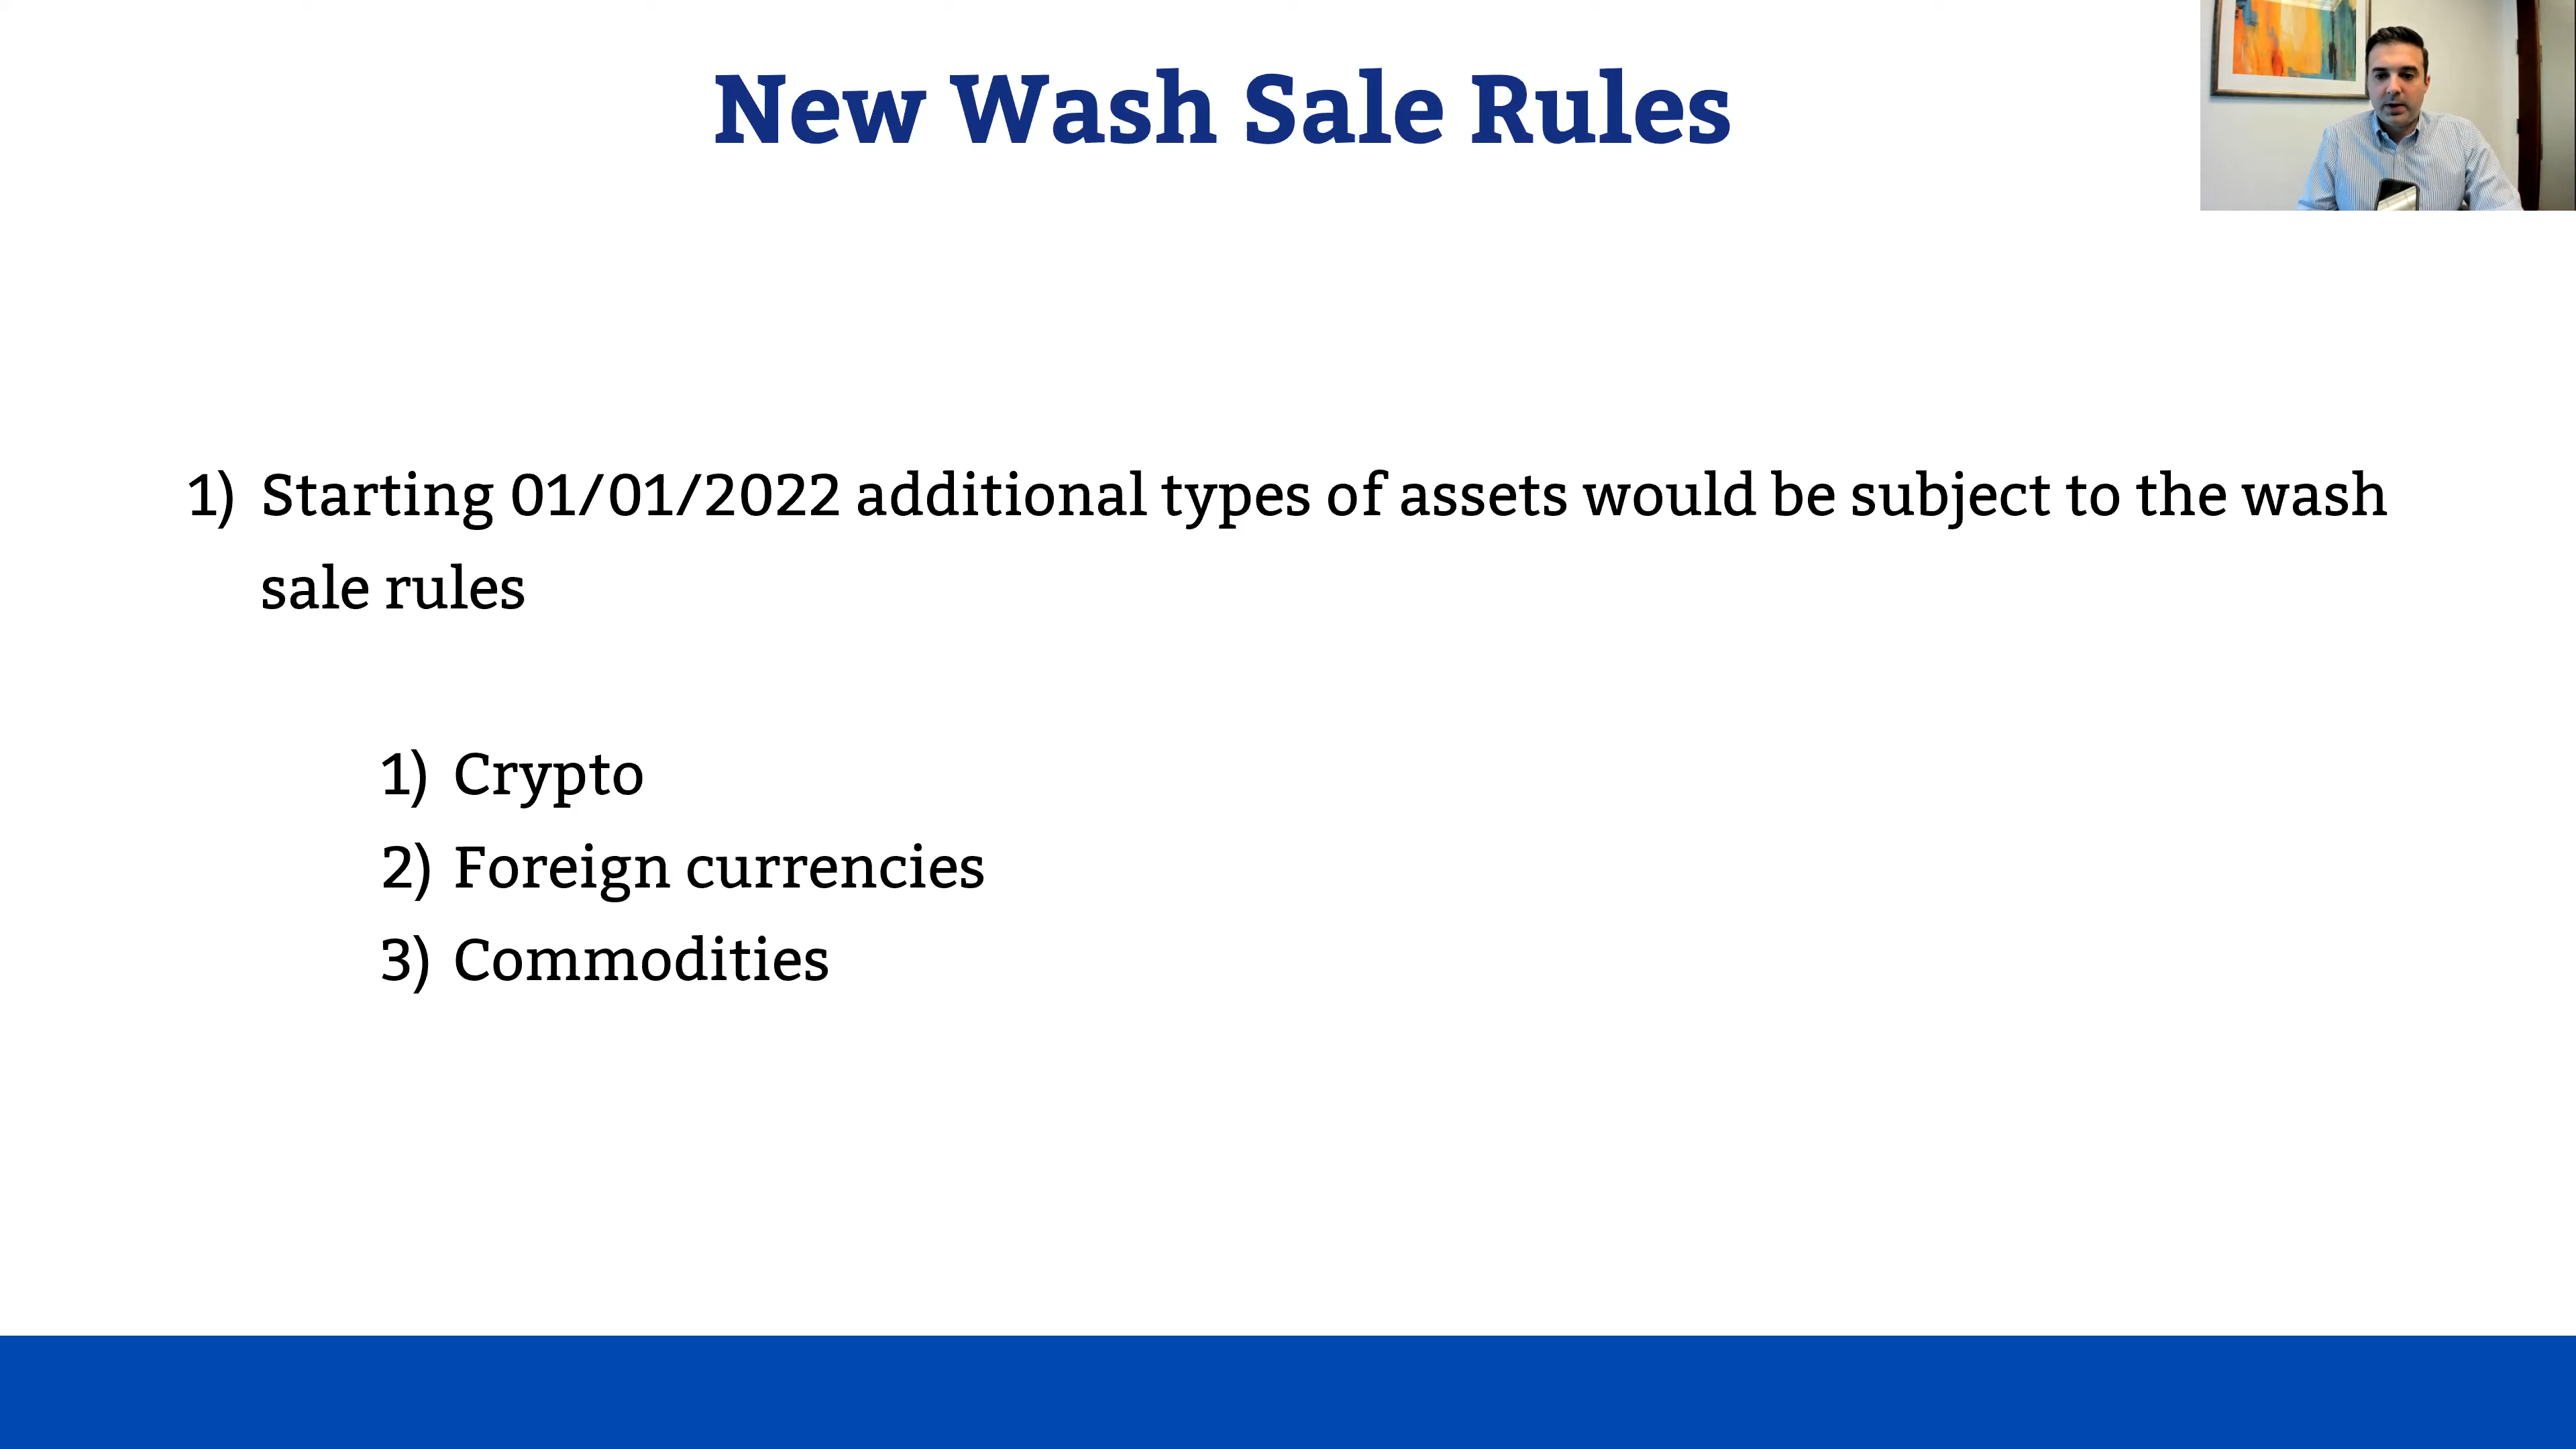 New Wash Sale Rules
1) Starting 01/01/2022 additional types of assets would be subject to the wash
sale rules
1) Crypto
2) Foreign currencies
3) Commodities